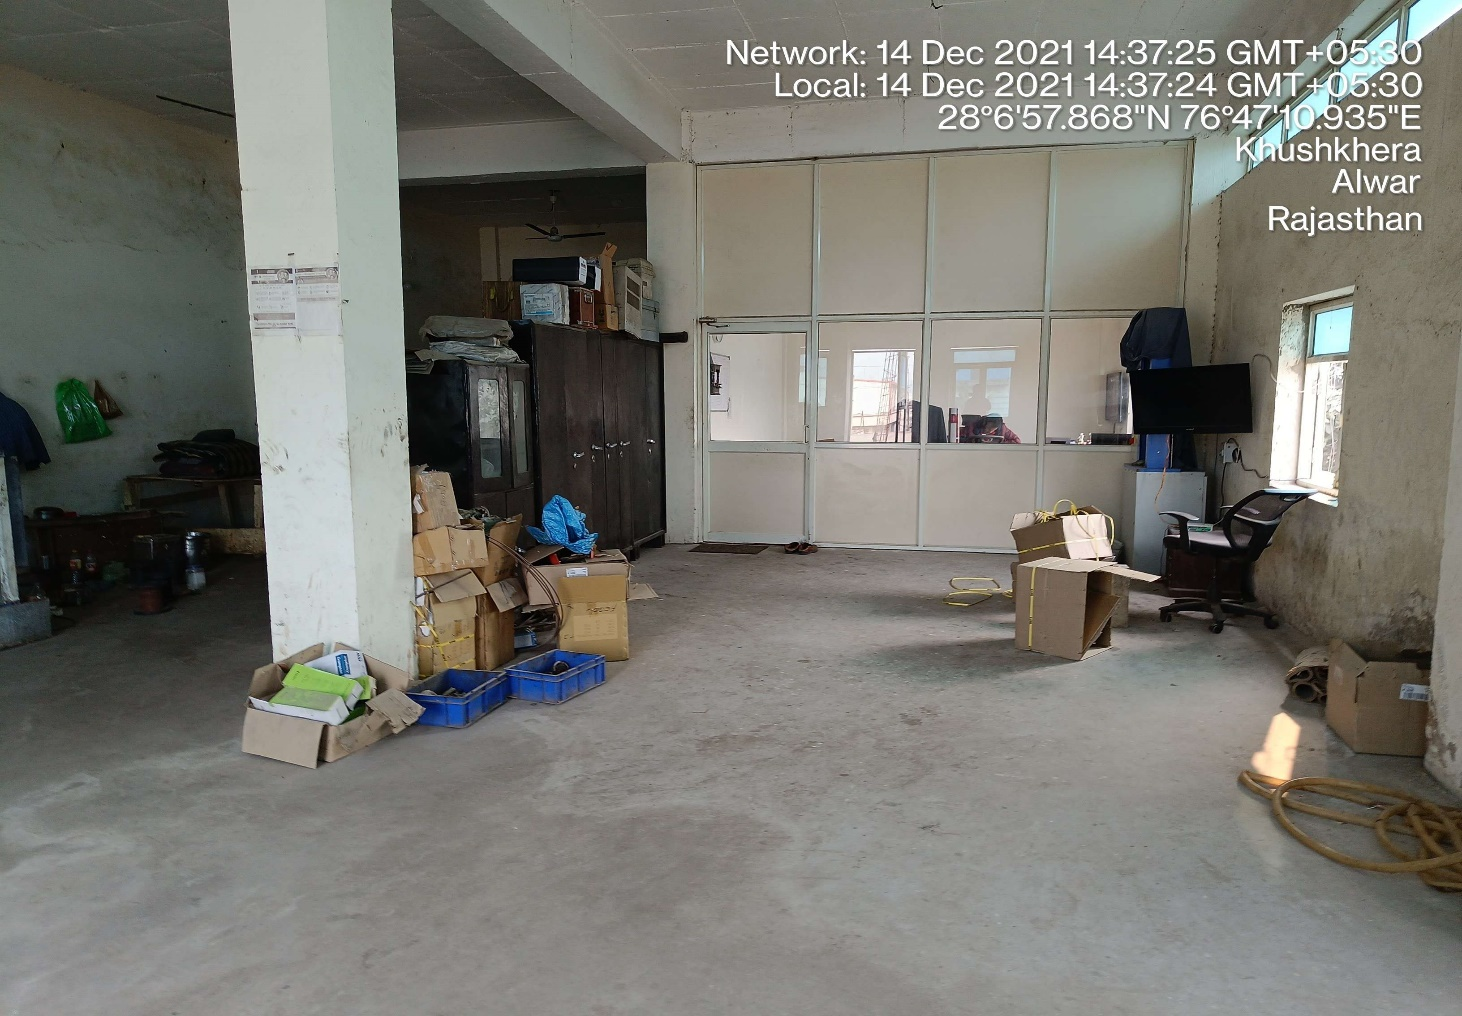 Network: 14 Dec 2021 14:37:25 GMT+05:30
Local: 14 Dec 2021 14:37:24 GMT+05:30
28°6'57.868"N 76°47'10.935"E
Khushkhera
Alwar
Rajasthan